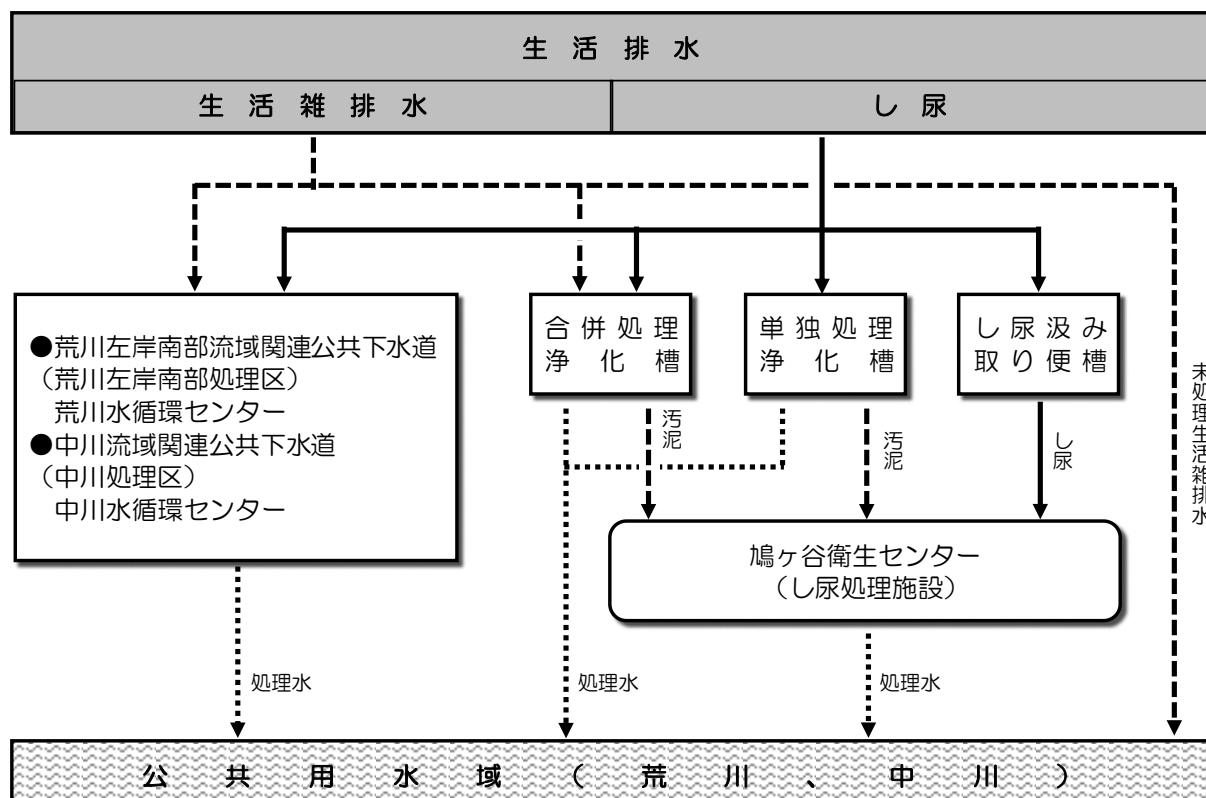 生活排水
生活雑排水
し尿
●荒川左岸南部流域関連公共下水道
（荒川左岸南部処理区）
荒川水循環センター
●中川流域関連公共下水道
（中川処理区）
中川水循環センター
合併処理
浄化槽
単独処理
浄化槽
し尿汲み
取り便槽
汚泥
汚泥
し尿
未処理生活雑排水
鳩ヶ谷衛生センター
（し尿処理施設）
処理水
処理水
処理水
公共用水域（荒川、中川）